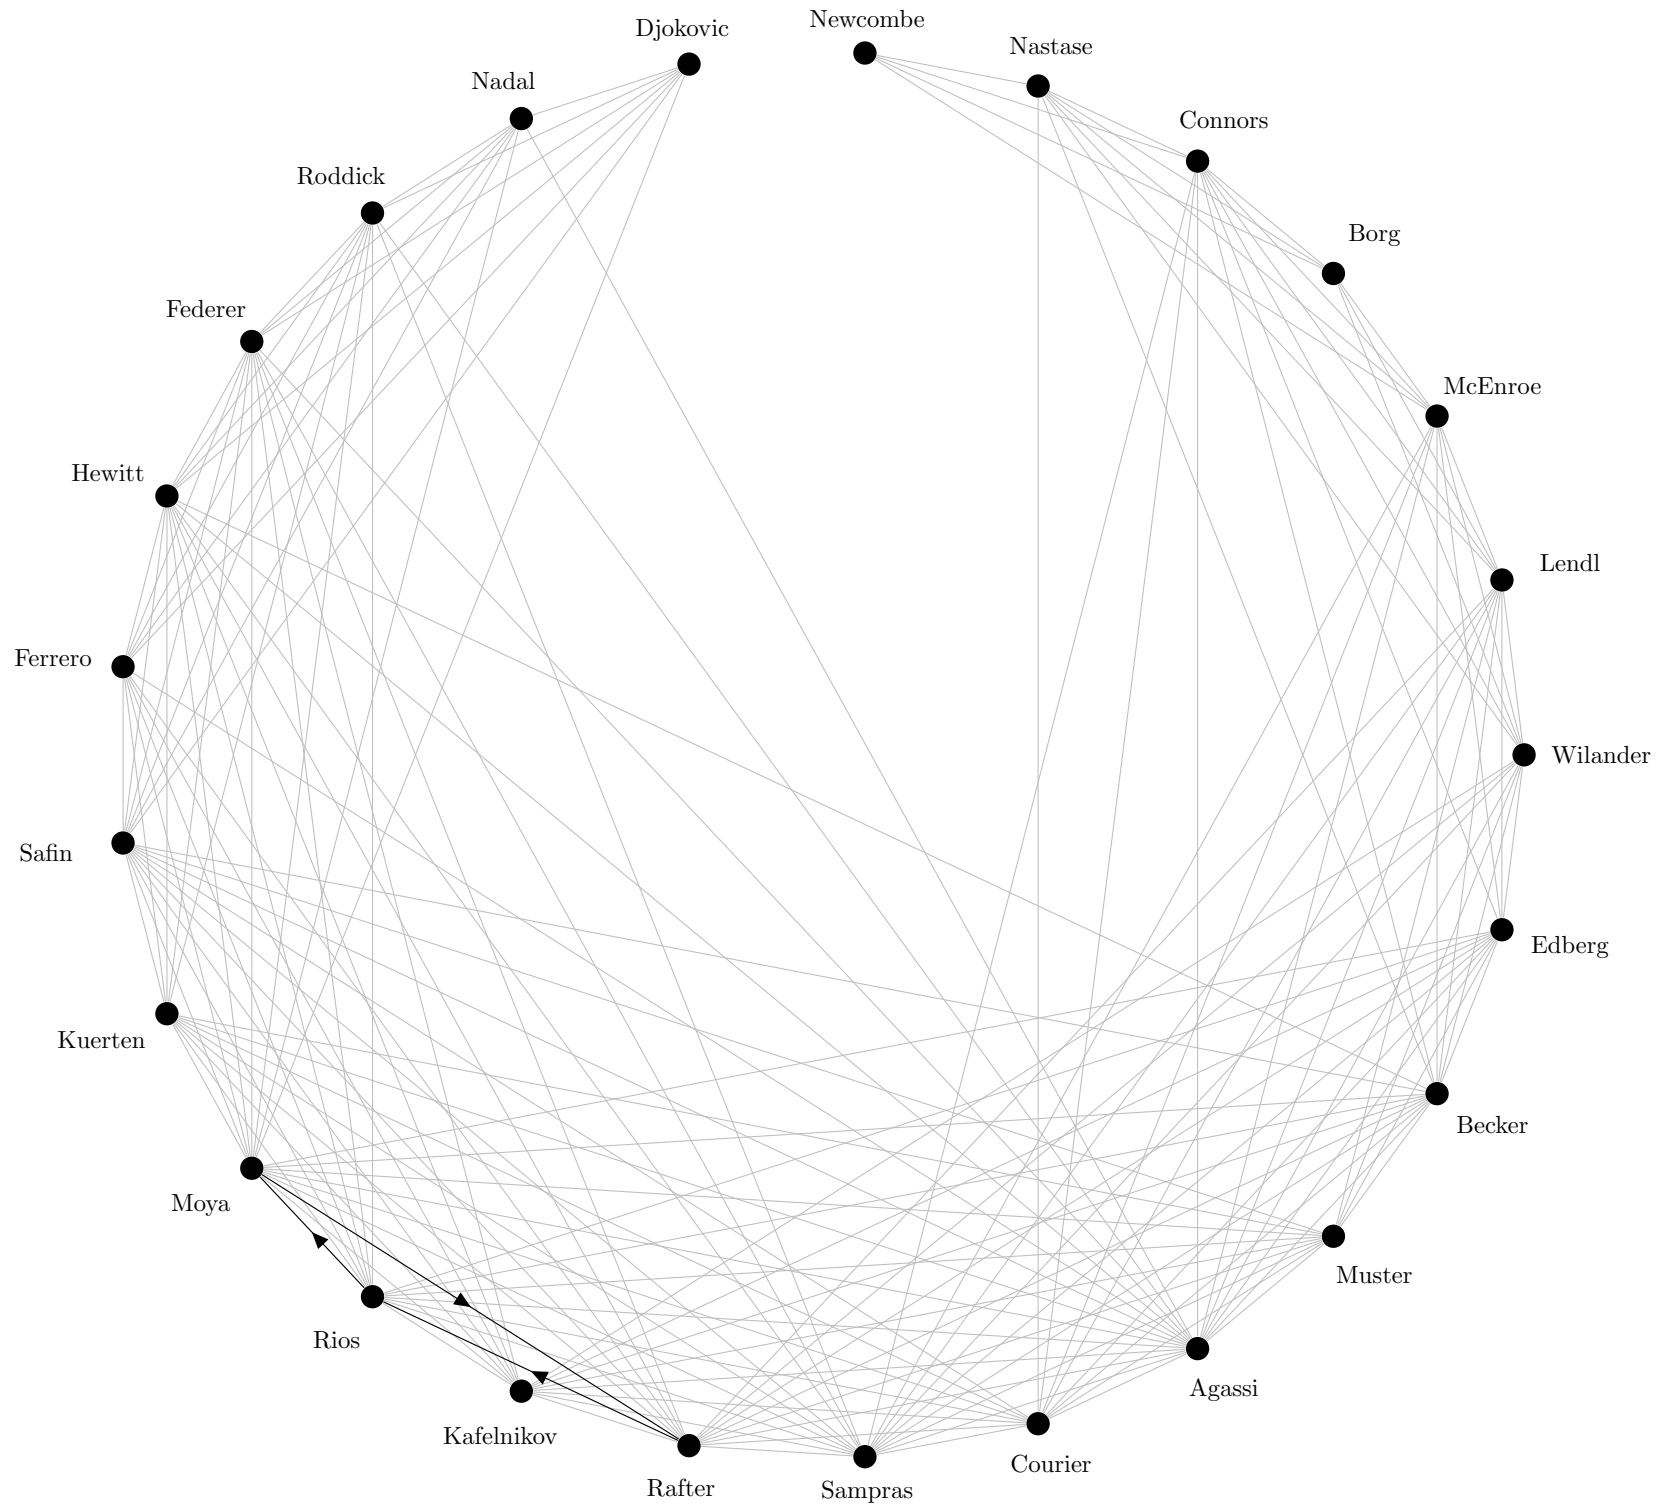 Newcombe
Djokovic
Nastase
Nadal
Connors
Roddick
Borg
Federer
McEnroe
Hewitt
Lendl
Ferrero
Wilander
Safin
Edberg
Kuerten
Becker
Moya
Muster
Rios
Agassi
Kafelnikov
Courier
Rafter
Sampras